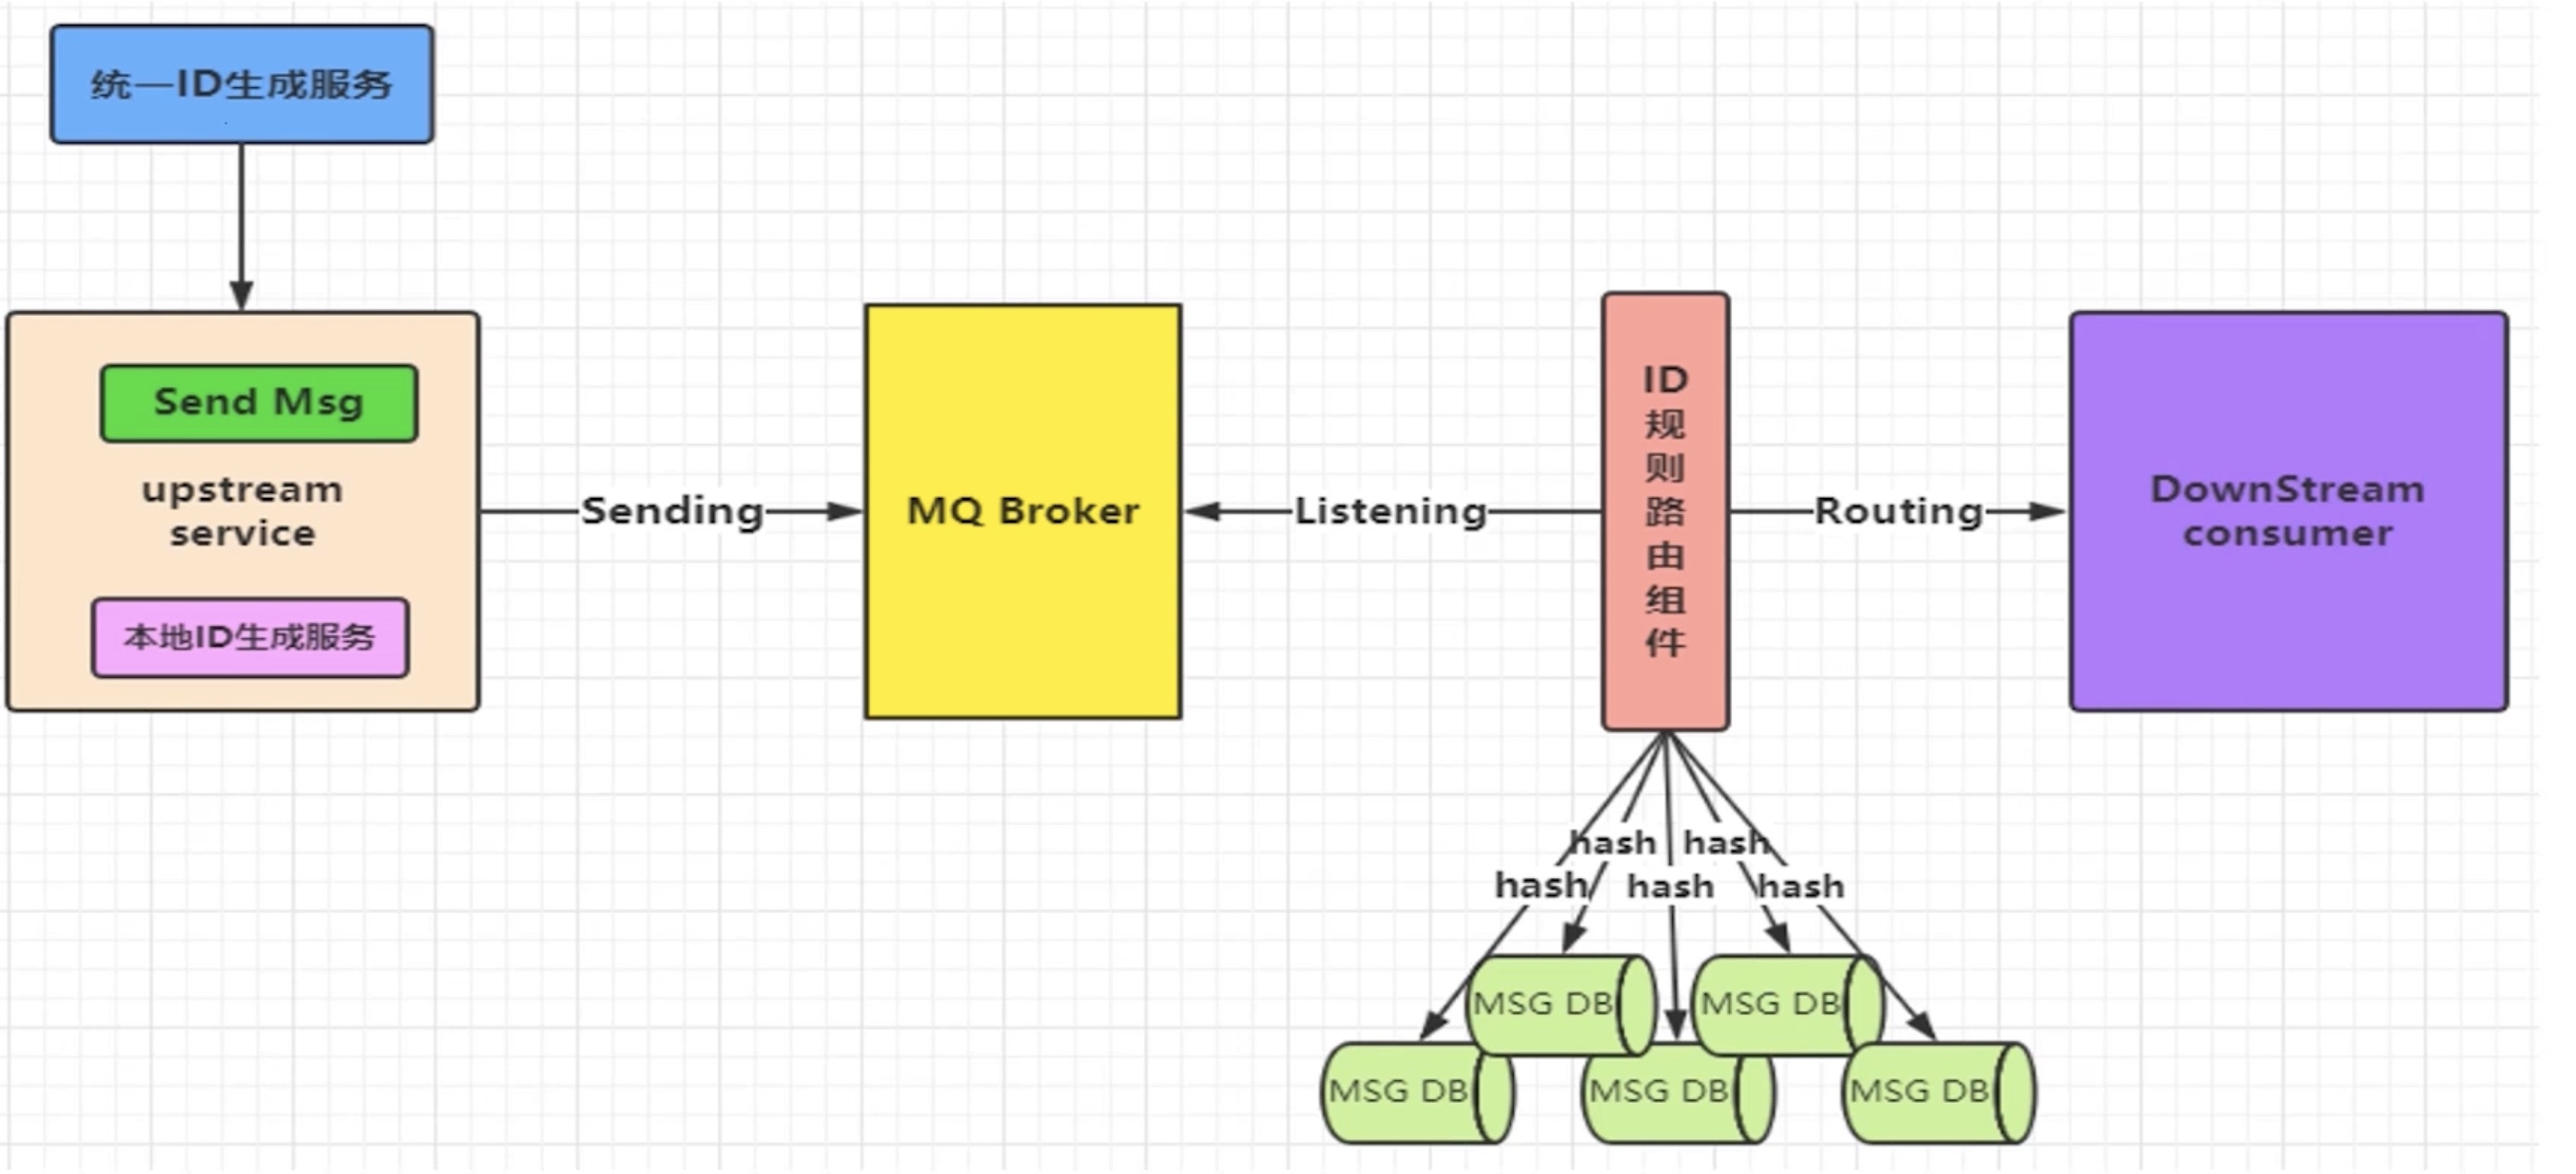 统一ID生成服务
Send Msg
upstream
service
本地ID生成服务
Sending
MQ Broker
Listening
ID
规
则
路
由
组
件
Routing
DownStream
consumer
hash
hash
hash
hash
hash
MSG DB
MSG DB
MSG DB
MSG DB
MSG DB